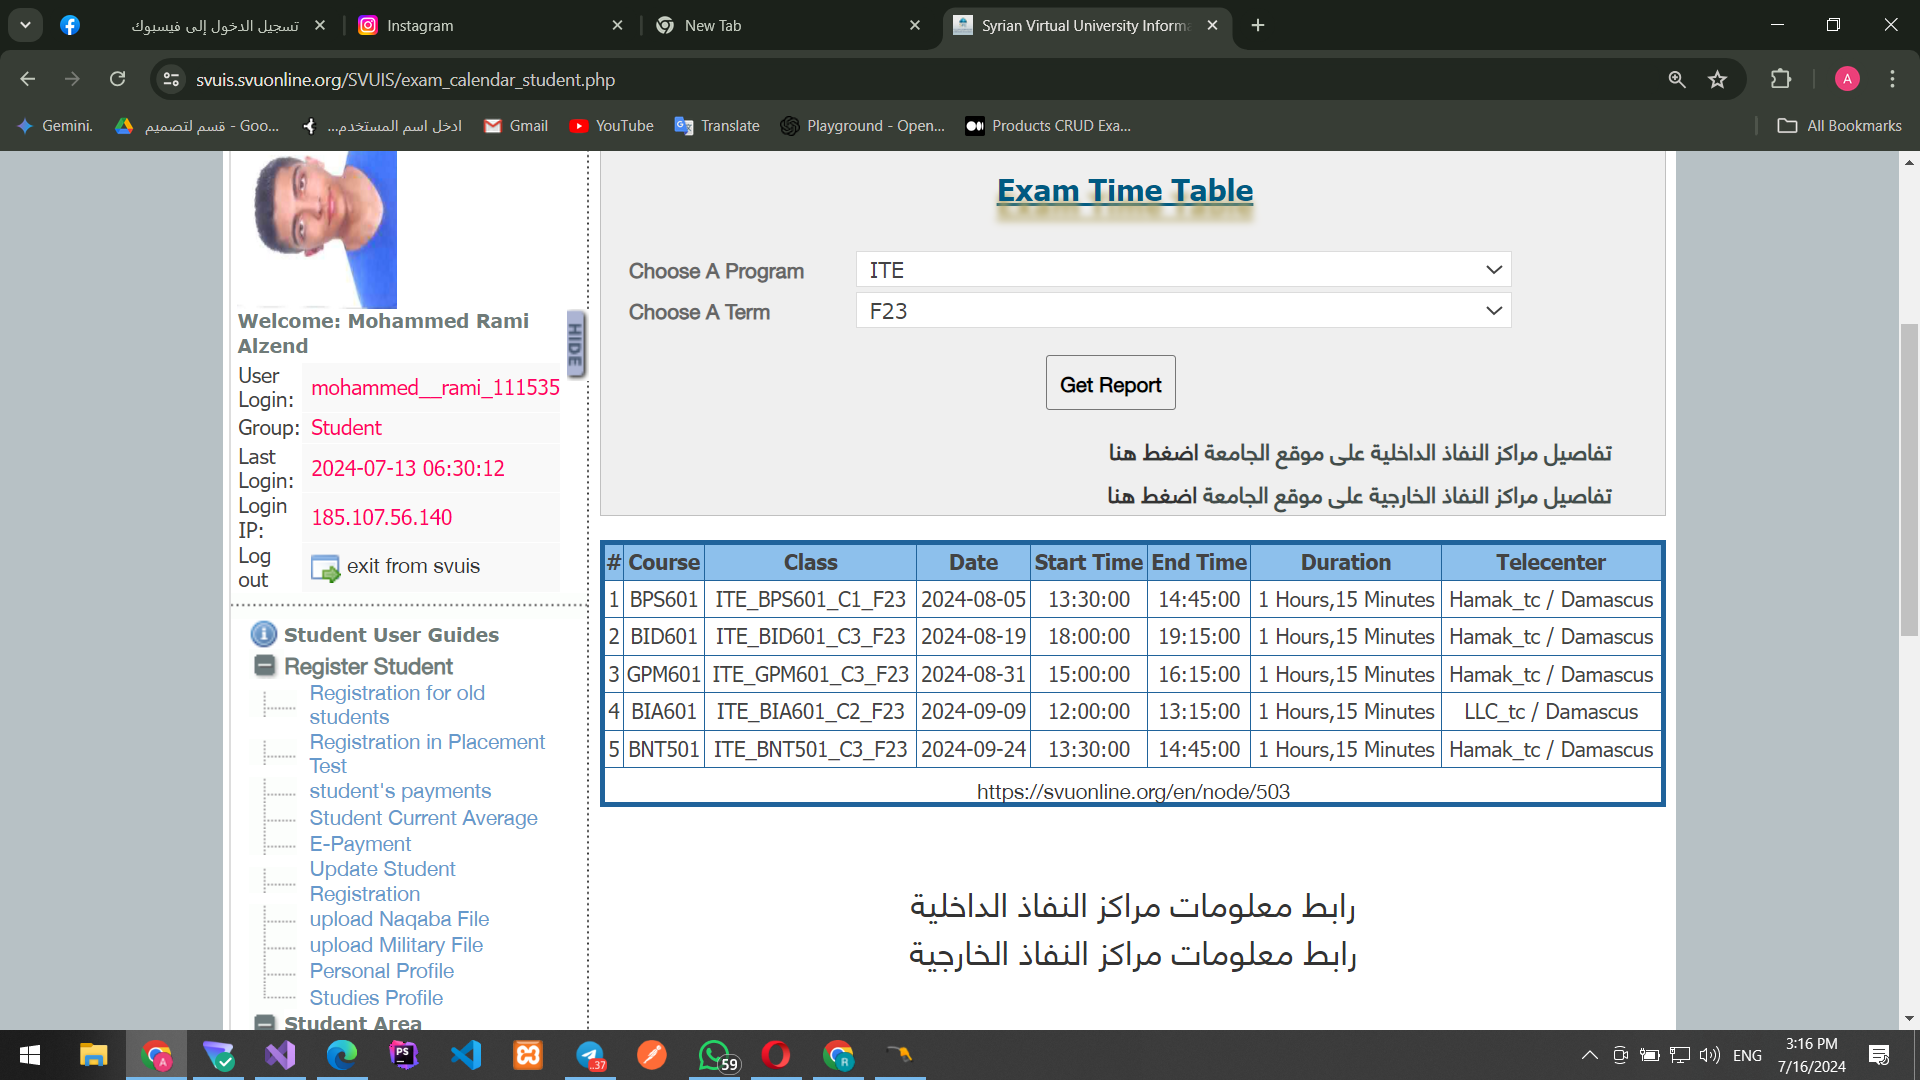 تسجيل الدخول إلى فيسبوك
Instagram
New Tab
Syrian Virtual University Informa
svuis.svuonline.org/SVUIS/exam_calendar_student.php
A
Gemini.
قسم لتصميم - Goo...
ادخل اسم المستخدم...
Gmail
YouTube
Translate
Playground - Open...
Products CRUD Exa...
All Bookmarks
Welcome: Mohammed Rami
Alzend
User Login: mohammed__rami_111535
Group: Student
Last Login: 2024-07-13 06:30:12
Login IP: 185.107.56.140
Log out exit from svuis
HIDE
Student User Guides
Register Student
Registration for old
students
Registration in Placement
Test
student's payments
Student Current Average
E-Payment
Update Student
Registration
upload Naqaba File
upload Military File
Personal Profile
Studies Profile
Student Area
Exam Time Table
Choose A Program ITE
Choose A Term F23
Get Report
تفاصيل مراكز النفاذ الداخلية على موقع الجامعة اضغط هنا
تفاصيل مراكز النفاذ الخارجية على موقع الجامعة اضغط هنا
# Course Class Date Start Time End Time Duration Telecenter
1 BPS601 ITE_BPS601_C1_F23 2024-08-05 13:30:00 14:45:00 1 Hours,15 Minutes Hamak_tc / Damascus
2 BID601 ITE_BID601_C3_F23 2024-08-19 18:00:00 19:15:00 1 Hours,15 Minutes Hamak_tc / Damascus
3 GPM601 ITE_GPM601_C3_F23 2024-08-31 15:00:00 16:15:00 1 Hours,15 Minutes Hamak_tc / Damascus
4 BIA601 ITE_BIA601_C2_F23 2024-09-09 12:00:00 13:15:00 1 Hours,15 Minutes LLC_tc / Damascus
5 BNT501 ITE_BNT501_C3_F23 2024-09-24 13:30:00 14:45:00 1 Hours,15 Minutes Hamak_tc / Damascus
https://svuonline.org/en/node/503
رابط معلومات مراكز النفاذ الداخلية
رابط معلومات مراكز النفاذ الخارجية
A
PS
..37
59
R
ENG
3:16 PM
7/16/2024